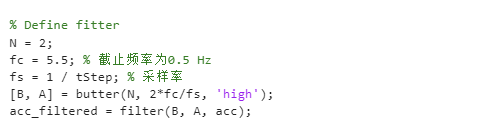 % Define fitter
N = 2;
fc = 5.5; % 截止频率为0.5 Hz
fs = 1 / tStep; % 采样率
[B, A] = butter(N, 2*fc/fs, 'high');
acc_filtered = filter(B, A, acc);